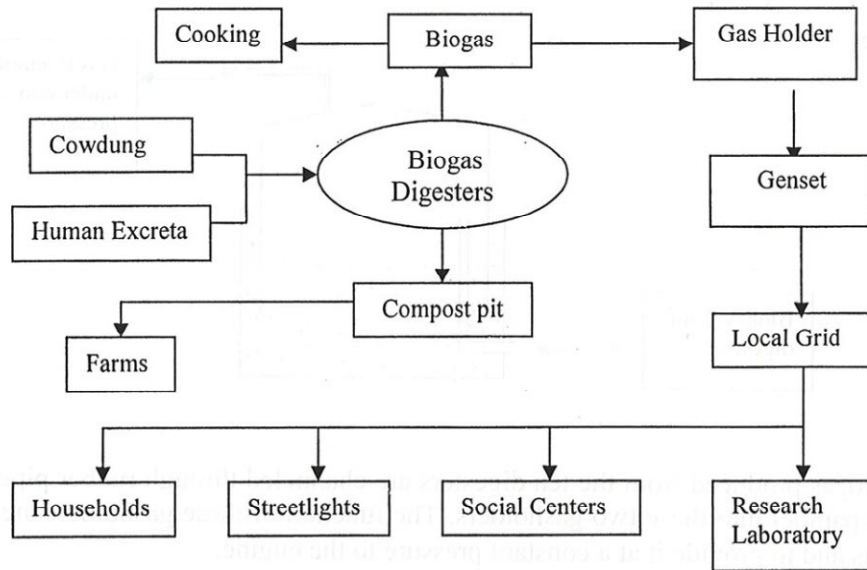 Cooking
Biogas
Gas Holder
Cowdung
Biogas
Digesters
Genset
Human Excreta
Compost pit
Farms
Local Grid
Households
Streetlights
Social Centers
Research
Laboratory